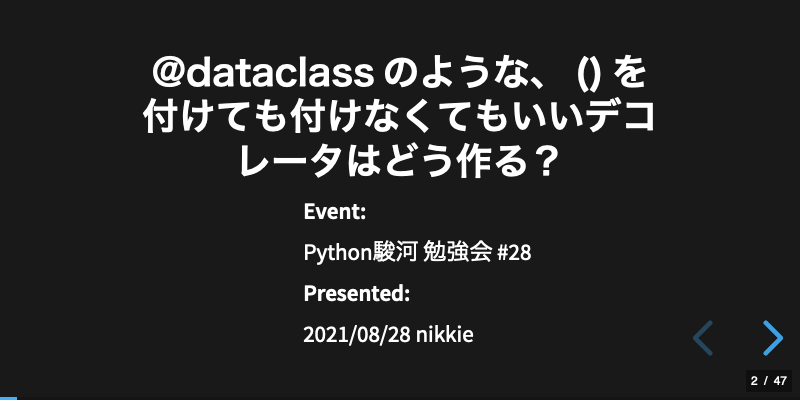 @dataclass のような、 () を
付けても付けなくてもいいデコ
レータはどう作る？
Event:
Python駿河 勉強会 #28
Presented:
2021/08/28 nikkie
2 / 47